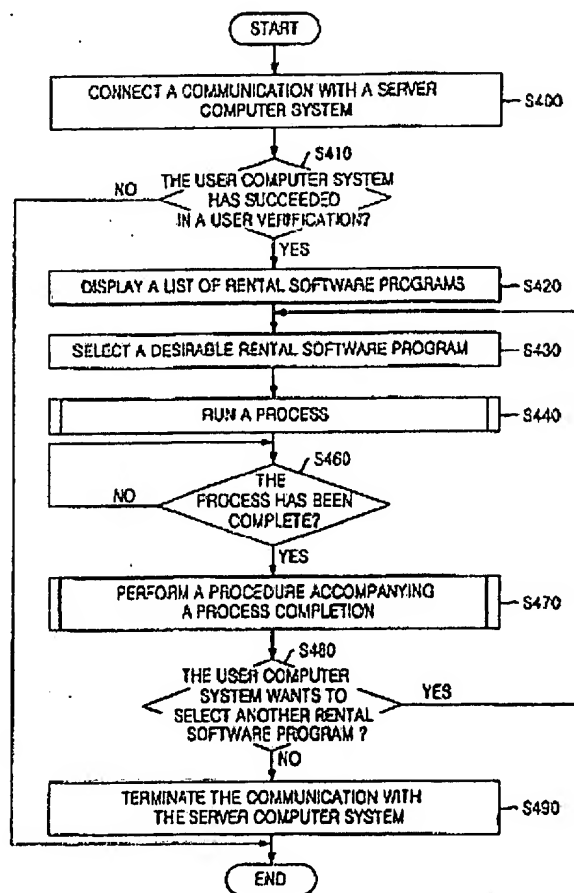 START
CONNECT A COMMUNICATION WITH A SERVER
COMPUTER SYSTEM
S400
S410
NO
THE USER COMPUTER SYSTEM
HAS SUCCEEDED
IN A USER VERIFICATION?
YES
DISPLAY A LIST OF RENTAL SOFTWARE PROGRAMS
S420
SELECT A DESIRABLE RENTAL SOFTWARE PROGRAM
S430
RUN A PROCESS
S440
S460
NO
THE
PROCESS HAS BEEN
COMPLETE?
YES
PERFORM A PROCEDURE ACCOMPANYING
A PROCESS COMPLETION
S470
S480
THE USER COMPUTER
SYSTEM WANTS TO
SELECT ANOTHER RENTAL
SOFTWARE PROGRAM ?
YES
NO
TERMINATE THE COMMUNICATION WITH
THE SERVER COMPUTER SYSTEM
S490
END